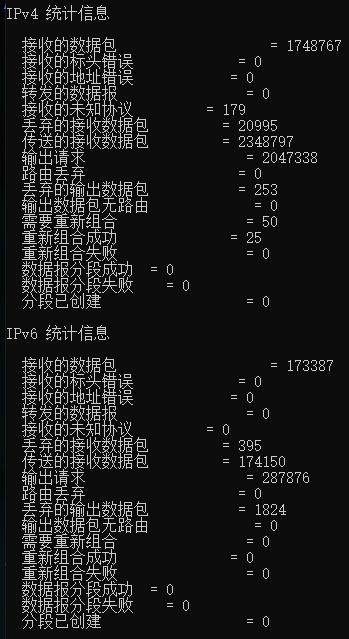 IPv4 统计信息
接收的数据包 = 1748767
接收的标头错误 = 0
接收的地址错误 = 0
转发的数据报 = 0
接收的未知协议 = 179
丢弃的接收数据包 = 20995
传送的接收数据包 = 2348797
输出请求 = 2047338
路由丢弃 = 0
丢弃的输出数据包 = 253
输出数据包无路由 = 0
需要重新组合 = 50
重新组合成功 = 25
重新组合失败 = 0
数据报分段成功 = 0
数据报分段失败 = 0
分段已创建 = 0
IPv6 统计信息
接收的数据包 = 173387
接收的标头错误 = 0
接收的地址错误 = 0
转发的数据报 = 0
接收的未知协议 = 0
丢弃的接收数据包 = 395
传送的接收数据包 = 174150
输出请求 = 287876
路由丢弃 = 0
丢弃的输出数据包 = 1824
输出数据包无路由 = 0
需要重新组合 = 0
重新组合成功 = 0
重新组合失败 = 0
数据报分段成功 = 0
数据报分段失败 = 0
分段已创建 = 0